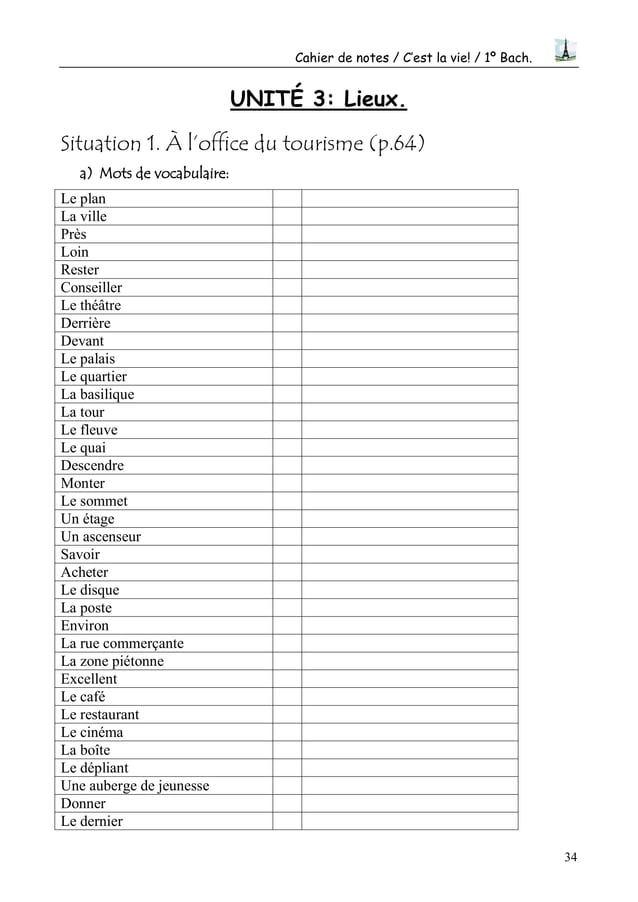 Cahier de notes / C'est la vie! / 1º Bach.
UNITÉ 3: Lieux.
Situation 1. À l'office du tourisme (p.64)
a) Mots de vocabulaire:
Le plan
La ville
Près
Loin
Rester
Conseiller
Le théâtre
Derrière
Devant
Le palais
Le quartier
La basilique
La tour
Le fleuve
Le quai
Descendre
Monter
Le sommet
Un étage
Un ascenseur
Savoir
Acheter
Le disque
La poste
Environ
La rue commerçante
La zone piétonne
Excellent
Le café
Le restaurant
Le cinéma
La boîte
Le dépliant
Une auberge de jeunesse
Donner
Le dernier
34